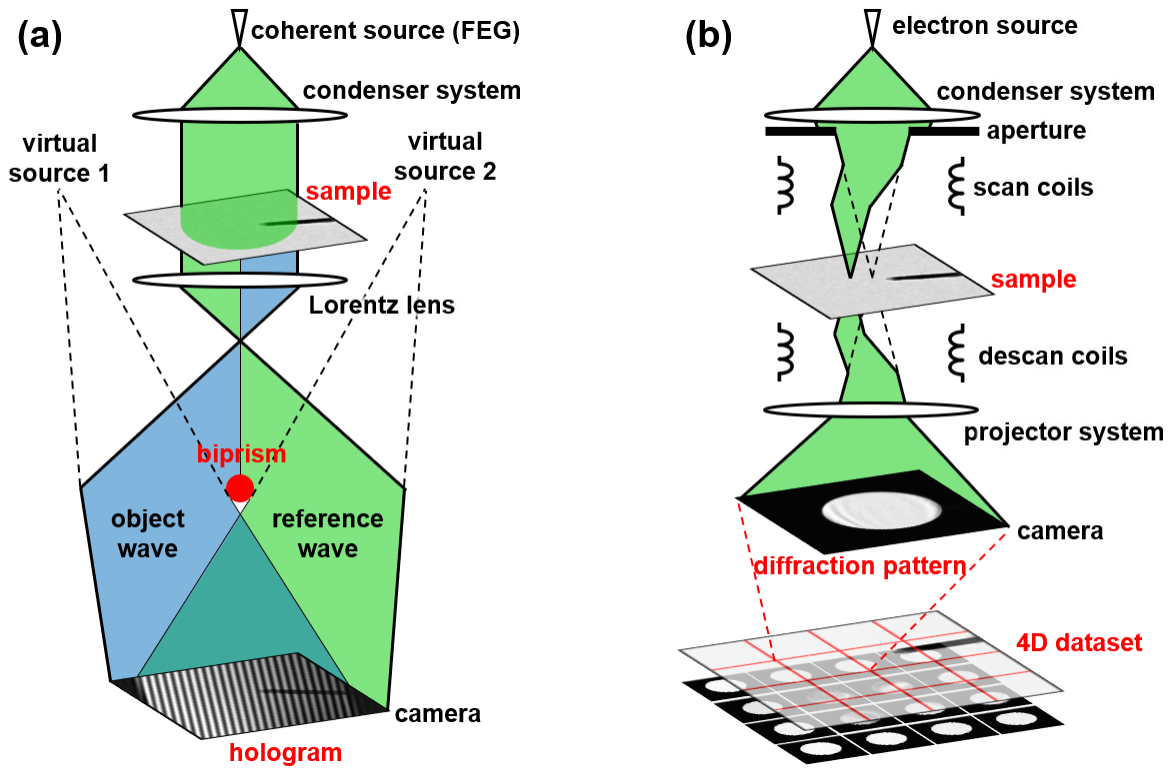 (a)
coherent source (FEG)
condenser system
virtual
source 1
virtual
source 2
sample
Lorentz lens
biprism
object
wave
reference
wave
camera
hologram
(b)
electron source
condenser system
aperture
scan coils
sample
descan coils
projector system
camera
diffraction pattern
4D dataset